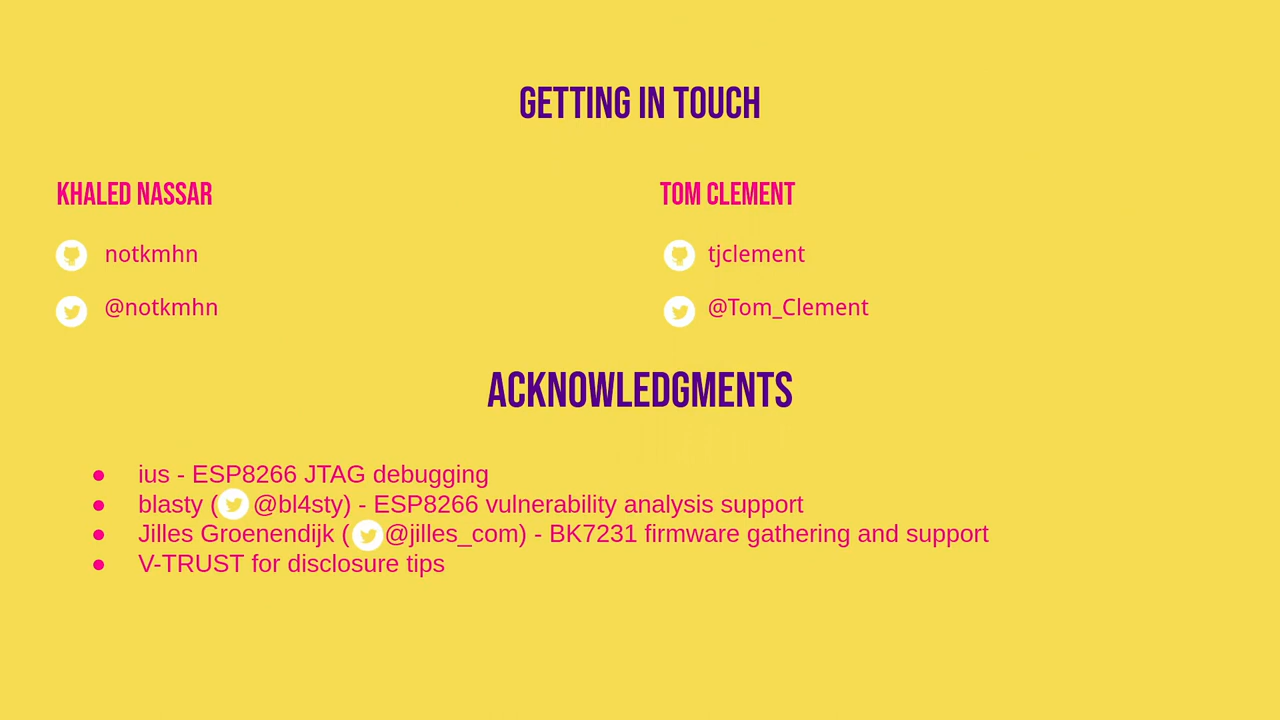 GETTING IN TOUCH
KHALED NASSAR
notkmhn
@notkmhn
TOM CLEMENT
tjclement
@Tom_Clement
ACKNOWLEDGMENTS
● ius - ESP8266 JTAG debugging
● blasty (@bl4sty) - ESP8266 vulnerability analysis support
● Jilles Groenendijk (@jilles_com) - BK7231 firmware gathering and support
● V-TRUST for disclosure tips